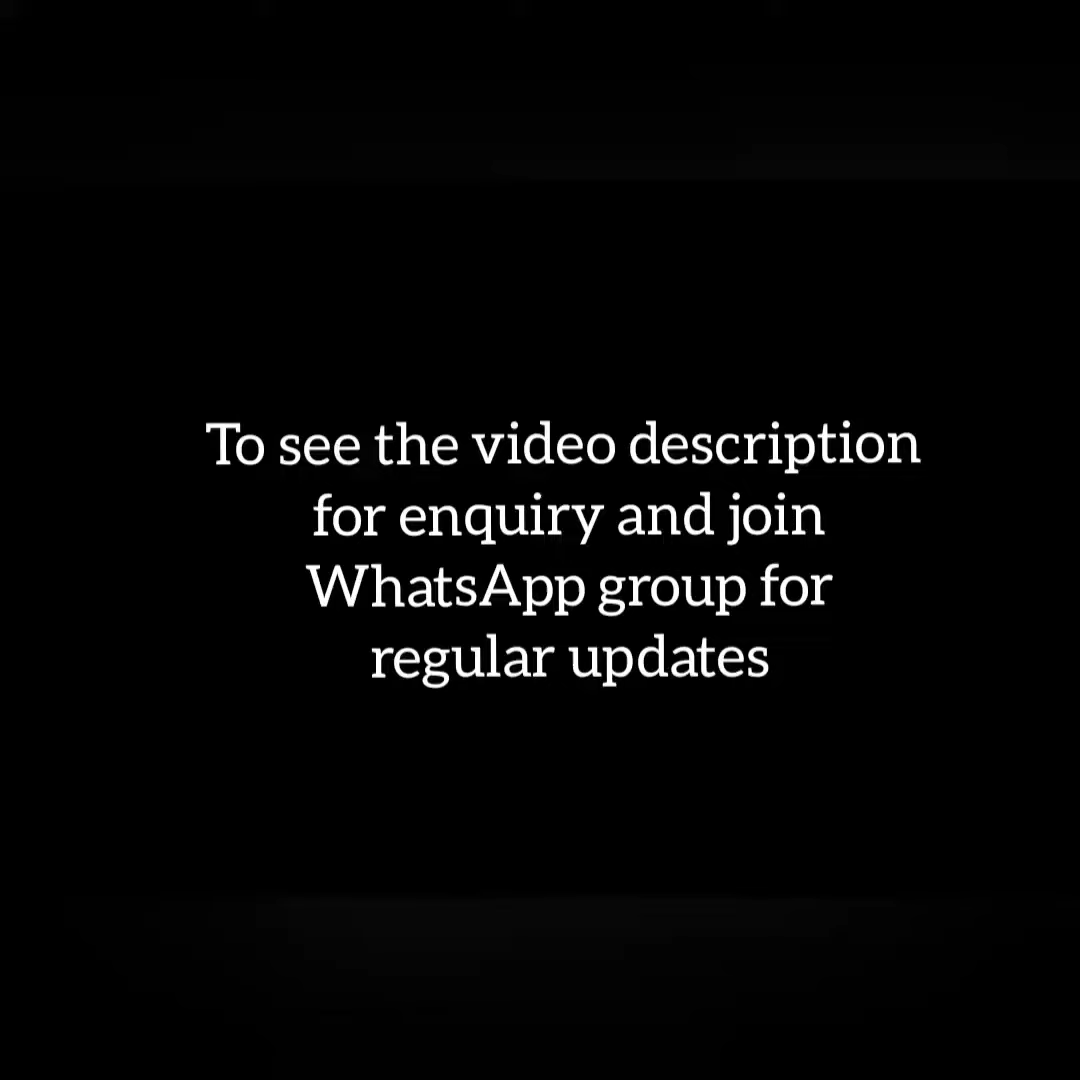 To see the video description
for enquiry and join
WhatsApp group for
regular updates